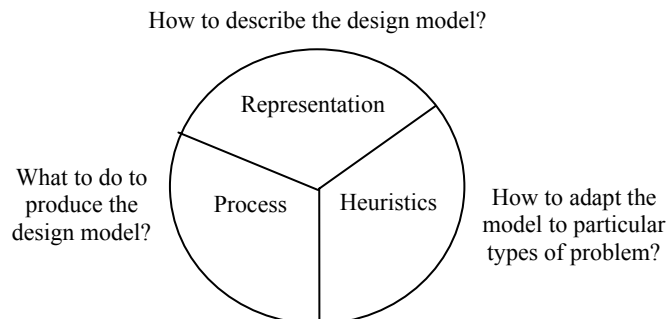 How to describe the design model?
Representation
What to do to
produce the
design model?
Process
Heuristics
How to adapt the
model to particular
types of problem?